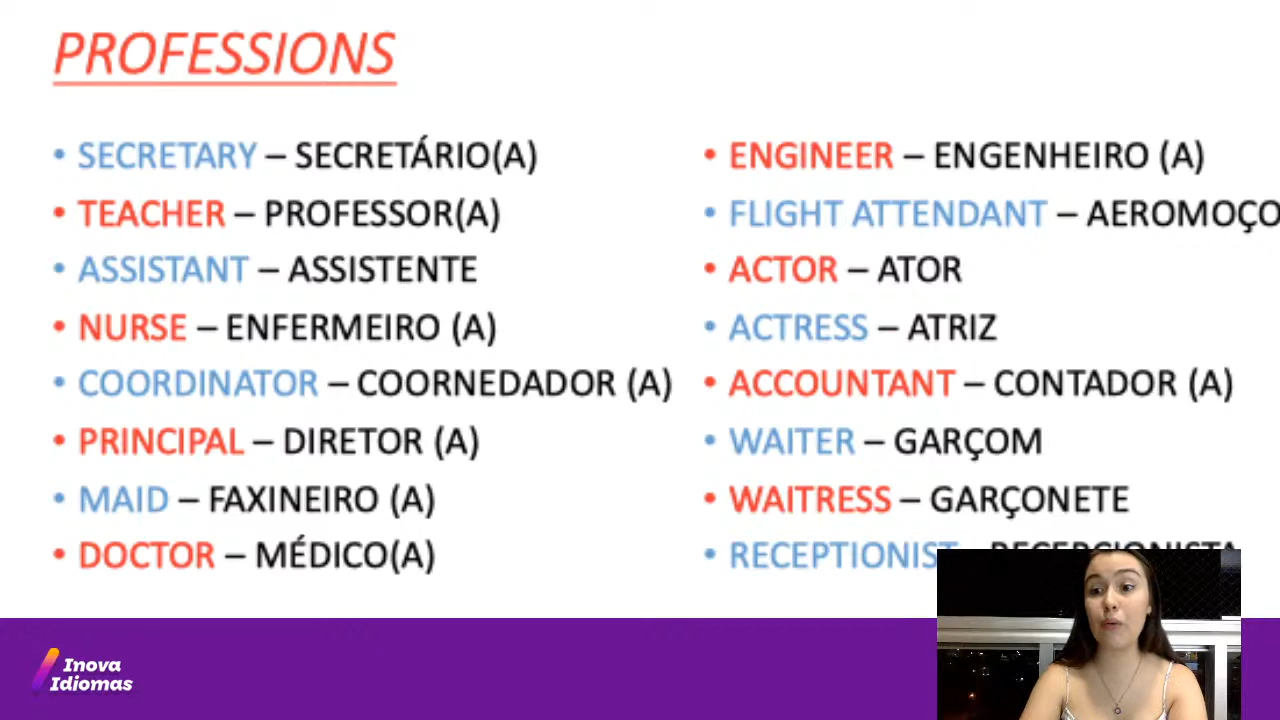 PROFESSIONS
• SECRETARY – SECRETÁRIO(A)
• TEACHER – PROFESSOR(A)
• ASSISTANT – ASSISTENTE
• NURSE – ENFERMEIRO (A)
• COORDINATOR – COORNEDADOR (A)
• PRINCIPAL – DIRETOR (A)
• MAID – FAXINEIRO (A)
• DOCTOR – MÉDICO(A)
• ENGINEER – ENGENHEIRO (A)
• FLIGHT ATTENDANT – AEROMOÇO
• ACTOR – ATOR
• ACTRESS – ATRIZ
• ACCOUNTANT – CONTADOR (A)
• WAITER – GARÇOM
• WAITRESS – GARÇONETE
• RECEPTIONIST
Inova
Idiomas